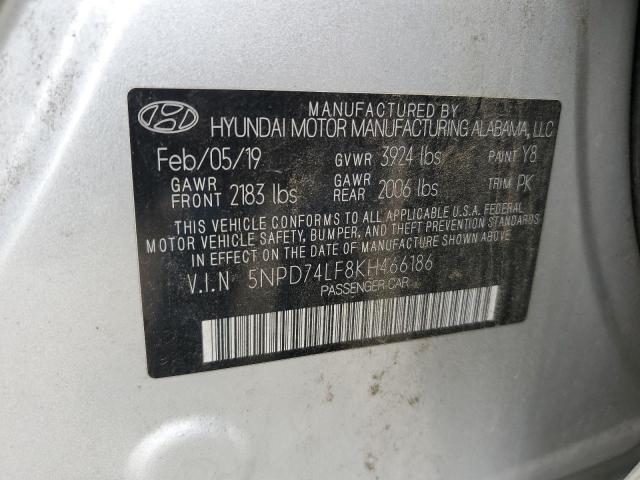 MANUFACTURED BY
HYUNDAI MOTOR MANUFACTURING ALABAMA, LLC
Feb/05/19 GVWR 3924 lbs PAINT Y8
GAWR FRONT 2183 lbs GAWR REAR 2006 lbs TRIM PK
THIS VEHICLE CONFORMS TO ALL APPLICABLE U.S.A. FEDERAL
MOTOR VEHICLE SAFETY, BUMPER, AND THEFT PREVENTION STANDARDS
IN EFFECT ON THE DATE OF MANUFACTURE SHOWN ABOVE.
V.I.N 5NPD74LF8KH466186
PASSENGER CAR